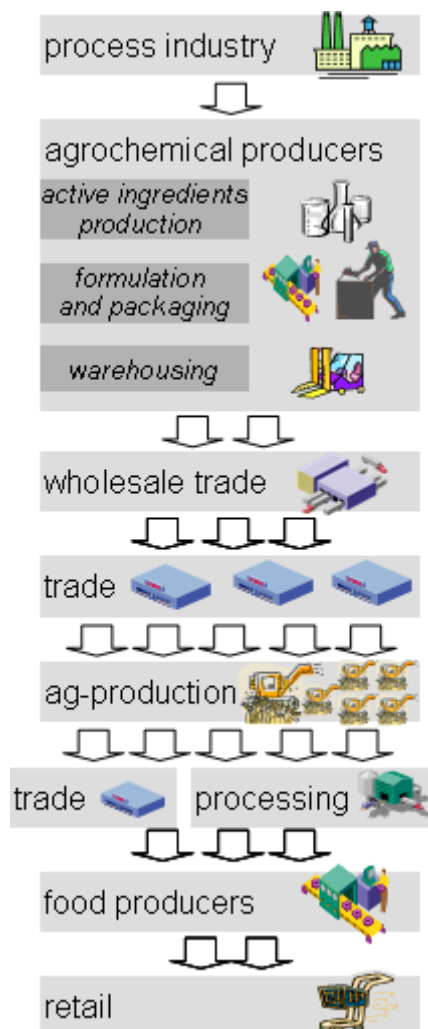 process industry
agrochemical producers
active ingredients
production
formulation
and packaging
warehousing
wholesale trade
trade
ag-production
trade
processing
food producers
retail